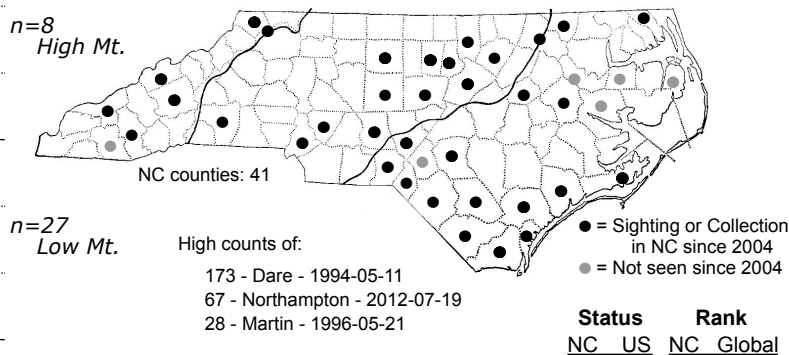 n=8
High Mt.
NC counties: 41
n=27
Low Mt.
High counts of:
173 - Dare - 1994-05-11
67 - Northampton - 2012-07-19
28 - Martin - 1996-05-21
● = Sighting or Collection
in NC since 2004
● = Not seen since 2004
Status Rank
NC US NC Global